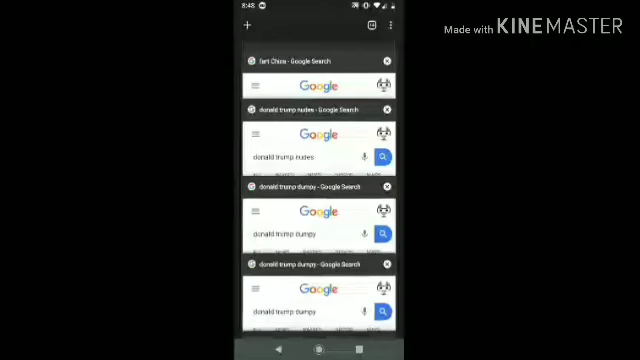 8:48
Made with KINEMASTER
fart China - Google Search
Google
donald trump nudes - Google Search
Google
donald trump nudes
donald trump dumpy - Google Search
Google
donald trump dumpy
donald trump dumpy - Google Search
Google
donald trump dumpy